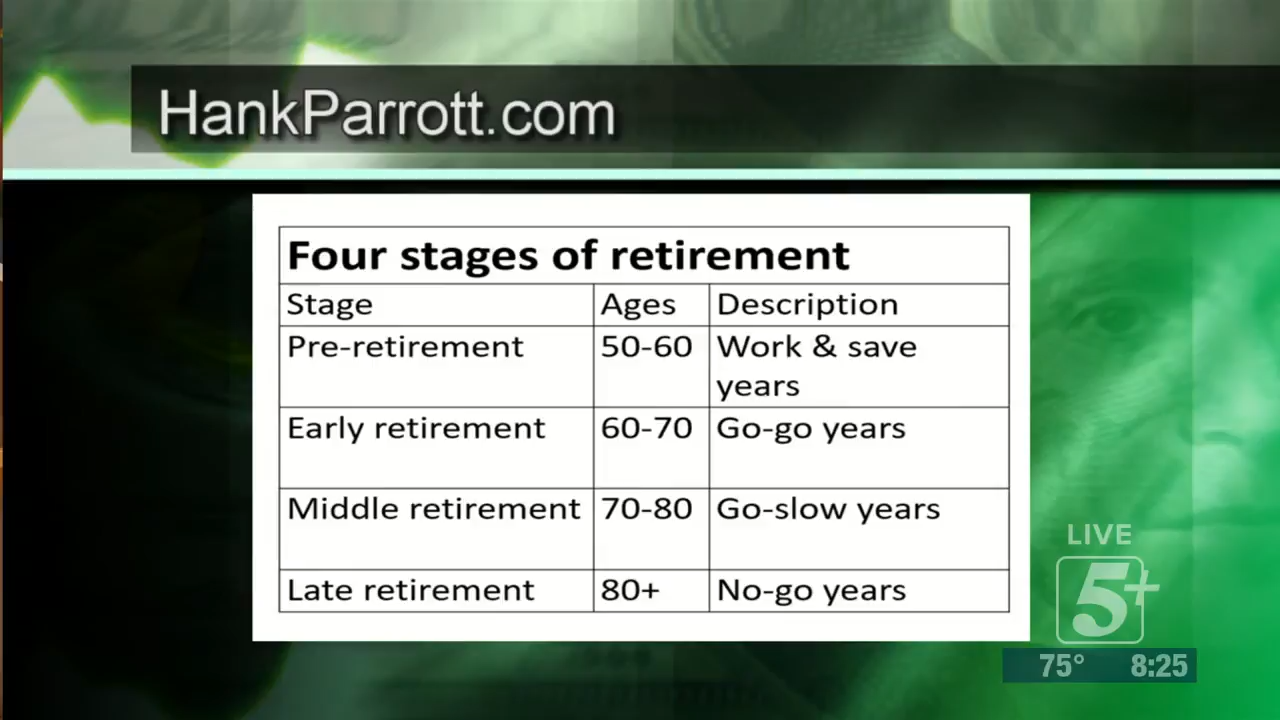 HankParrott.com
Four stages of retirement
Stage Ages Description
Pre-retirement 50-60 Work & save
years
Early retirement 60-70 Go-go years
Middle retirement 70-80 Go-slow years
Late retirement 80+ No-go years
LIVE
5+
75° 8:25